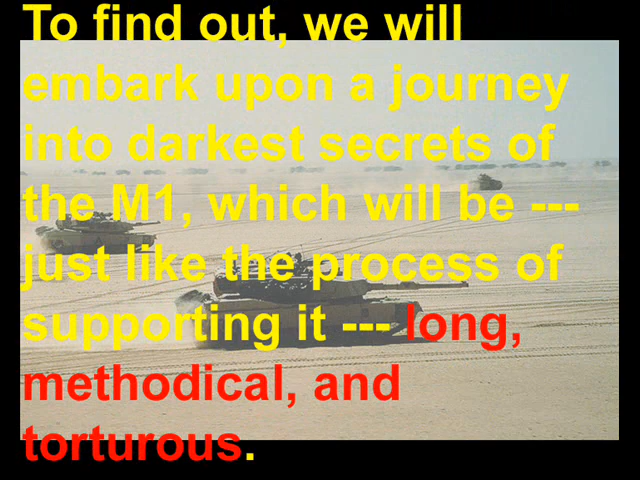 To find out, we will
embark upon a journey
into darkest secrets of
the M1, which will be ---
just like the process of
supporting it --- long,
methodical, and
torturous.